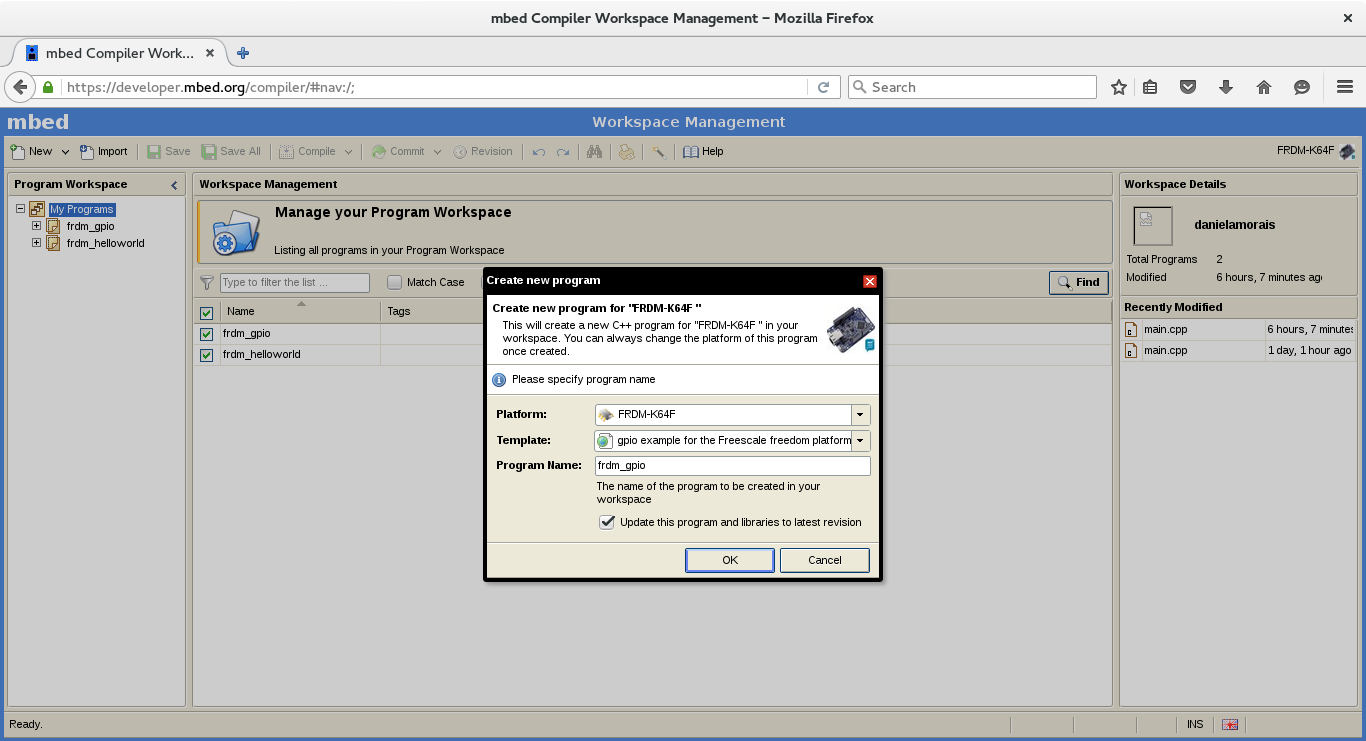 mbed Compiler Workspace Management – Mozilla Firefox
mbed Compiler Work...
https://developer.mbed.org/compiler/#nav:/;
Search
mbed
Workspace Management
New
Import
Save
Save All
Compile
Commit
Revision
Help
FRDM-K64F
Program Workspace
My Programs
frdm_gpio
frdm_helloworld
Workspace Management
Manage your Program Workspace
Listing all programs in your Program Workspace
Type to filter the list ...
Match Case
Find
Name
Tags
frdm_gpio
frdm_helloworld
Create new program
Create new program for "FRDM-K64F "
This will create a new C++ program for "FRDM-K64F " in your
workspace. You can always change the platform of this program
once created.
Please specify program name
Platform:
FRDM-K64F
Template:
gpio example for the Freescale freedom platform
Program Name:
frdm_gpio
The name of the program to be created in your
workspace
Update this program and libraries to latest revision
OK
Cancel
Workspace Details
danielamorais
Total Programs
2
Modified
6 hours, 7 minutes ago
Recently Modified
main.cpp
6 hours, 7 minutes
main.cpp
1 day, 1 hour ago
Ready.
INS